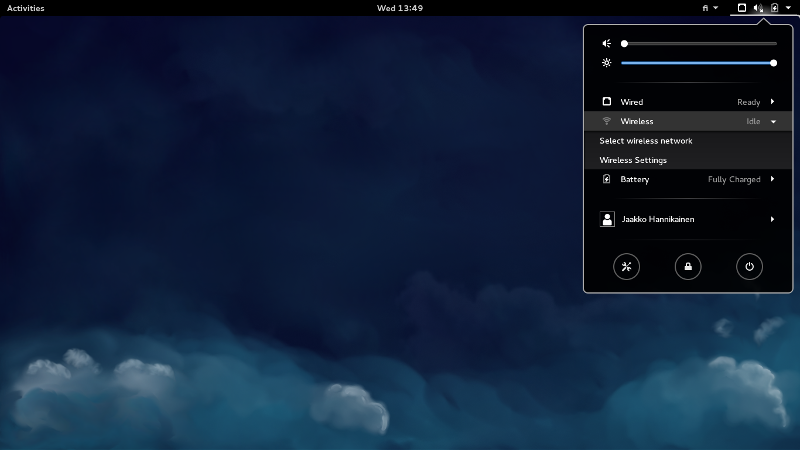 Activities
Wed 13:49
fi
Wired Ready
Wireless Idle
Select wireless network
Wireless Settings
Battery Fully Charged
Jaakko Hannikainen